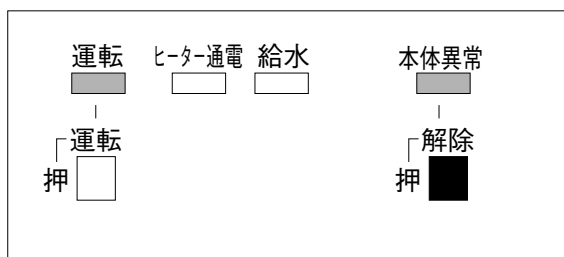 運転 ヒーター通電 給水 本体異常
運転 解除
押 押